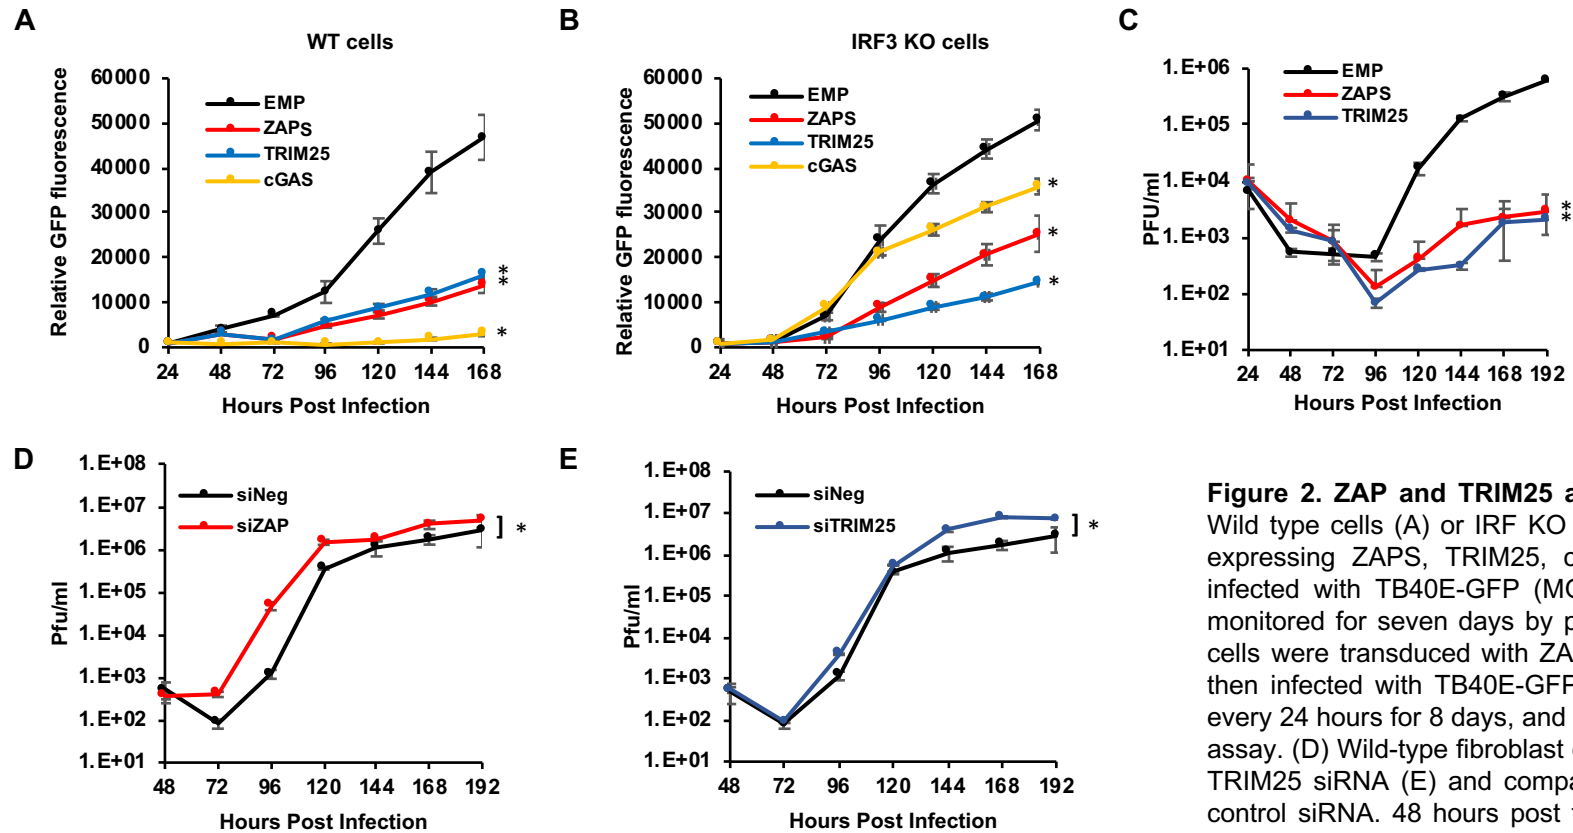 A
WT cells
Relative GFP fluorescence
60000
50000
40000
30000
20000
10000
0
EMP
ZAPS
TRIM25
cGAS
*
*
*
24 48 72 96 120 144 168
Hours Post Infection
B
IRF3 KO cells
Relative GFP fluorescence
60000
50000
40000
30000
20000
10000
0
EMP
ZAPS
TRIM25
cGAS
*
*
*
24 48 72 96 120 144 168
Hours Post Infection
C
PFU/ml
1.E+06
1.E+05
1.E+04
1.E+03
1.E+02
1.E+01
EMP
ZAPS
TRIM25
*
*
24 48 72 96 120 144 168 192
Hours Post Infection
D
Pfu/ml
1.E+08
1.E+07
1.E+06
1.E+05
1.E+04
1.E+03
1.E+02
1.E+01
siNeg
siZAP
*
48 72 96 120 144 168 192
Hours Post Infection
E
Pfu/ml
1.E+08
1.E+07
1.E+06
1.E+05
1.E+04
1.E+03
1.E+02
1.E+01
siNeg
siTRIM25
*
48 72 96 120 144 168 192
Hours Post Infection
Figure 2. ZAP and TRIM25 a
Wild type cells (A) or IRF KO
expressing ZAPS, TRIM25, o
infected with TB40E-GFP (MO
monitored for seven days by p
cells were transduced with ZA
then infected with TB40E-GFP
every 24 hours for 8 days, and
assay. (D) Wild-type fibroblast
TRIM25 siRNA (E) and compa
control siRNA. 48 hours post